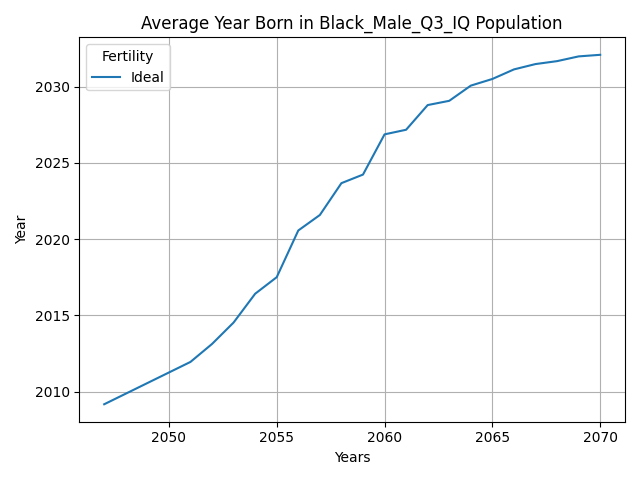 Average Year Born in Black_Male_Q3_IQ Population
Fertility
Ideal
Year
2030
2025
2020
2015
2010
2050 2055 2060 2065 2070
Years